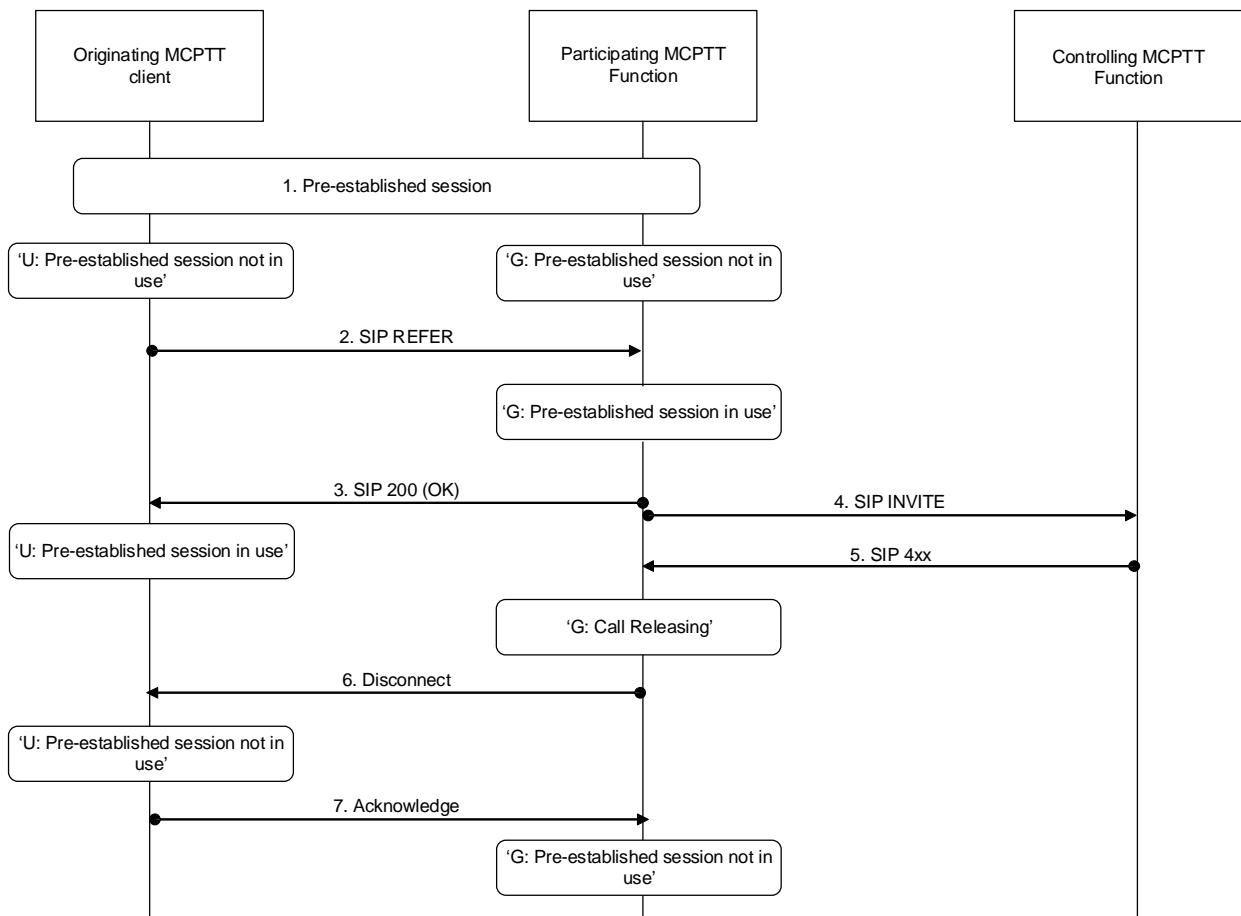 Originating MCPTT
client
Participating MCPTT
Function
Controlling MCPTT
Function
1. Pre-established session
‘U: Pre-established session not in
use’
‘G: Pre-established session not in
use’
2. SIP REFER
‘G: Pre-established session in use’
3. SIP 200 (OK)
4. SIP INVITE
‘U: Pre-established session in use’
5. SIP 4xx
‘G: Call Releasing’
6. Disconnect
‘U: Pre-established session not in
use’
7. Acknowledge
‘G: Pre-established session not in
use’